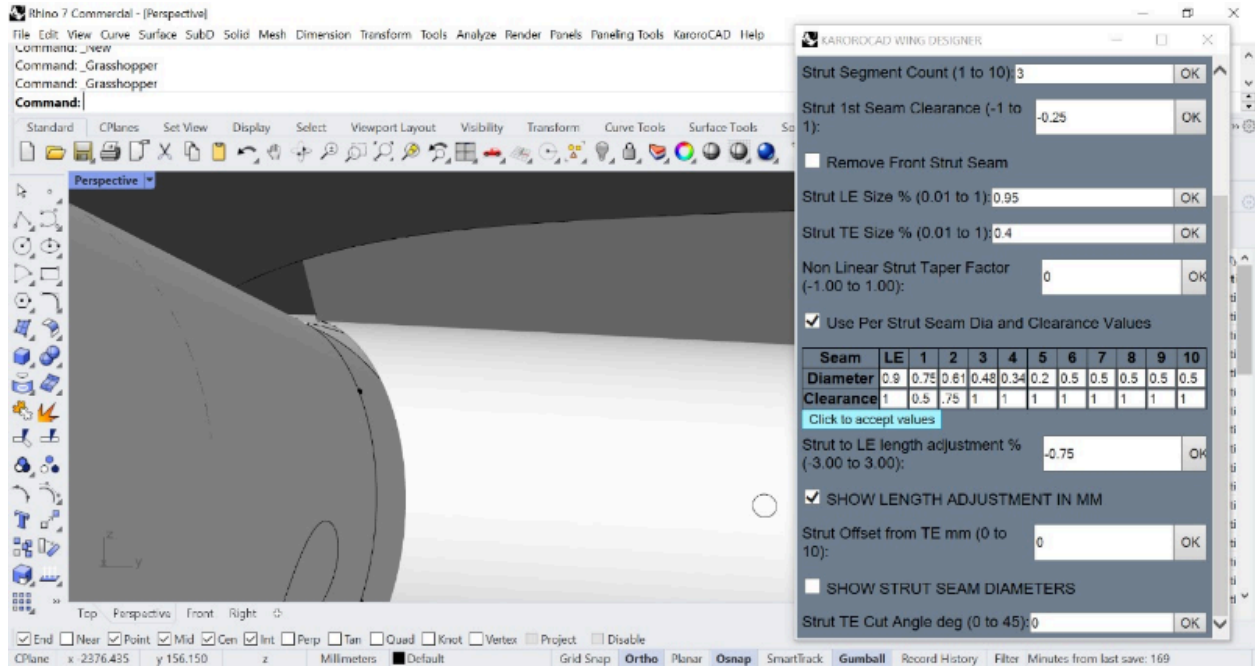 Rhino 7 Commercial - [Perspective]
File Edit View Curve Surface SubD Solid Mesh Dimension Transform Tools Analyze Render Panels Paneling Tools KaroroCAD Help
Command: _New
Command: _Grasshopper
Command: _Grasshopper
Command:
Standard CPlanes Set View Display Select Viewport Layout Visibility Transform Curve Tools Surface Tools So
Perspective
z
y
Top Perspective Front Right
End Near Point Mid Cen Int Perp Tan Quad Knot Vertex Project Disable
CPlane x -2376.435 y 156.150 z Millimeters Default Grid Snap Ortho Planar Osnap SmartTrack Gumball Record History Filter Minutes from last save: 169
KAROROCAD WING DESIGNER
Strut Segment Count (1 to 10): 3 OK
Strut 1st Seam Clearance (-1 to
1): -0.25 OK
Remove Front Strut Seam
Strut LE Size % (0.01 to 1): 0.95 OK
Strut TE Size % (0.01 to 1): 0.4 OK
Non Linear Strut Taper Factor
(-1.00 to 1.00): 0 OK
Use Per Strut Seam Dia and Clearance Values
Seam LE 1 2 3 4 5 6 7 8 9 10
Diameter 0.9 0.75 0.61 0.48 0.34 0.2 0.5 0.5 0.5 0.5 0.5
Clearance 1 0.5 .75 1 1 1 1 1 1 1 1
Click to accept values
Strut to LE length adjustment %
(-3.00 to 3.00): -0.75 OK
SHOW LENGTH ADJUSTMENT IN MM
Strut Offset from TE mm (0 to
10): 0 OK
SHOW STRUT SEAM DIAMETERS
Strut TE Cut Angle deg (0 to 45): 0 OK